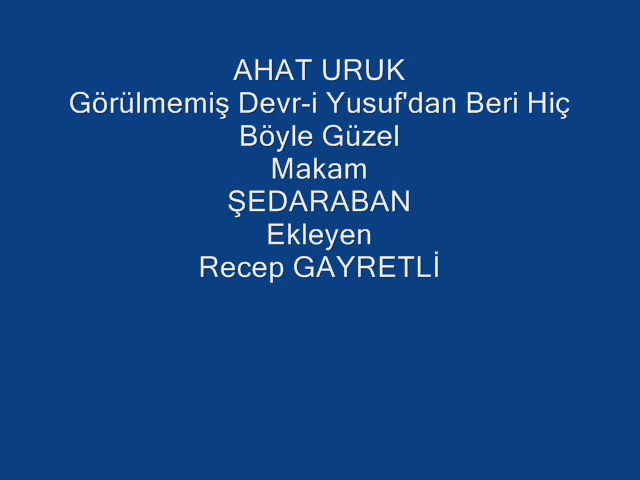 AHAT URUK
Görülmemiş Devr-i Yusuf'dan Beri Hiç
Böyle Güzel
Makam
ŞEDARABAN
Ekleyen
Recep GAYRETLİ